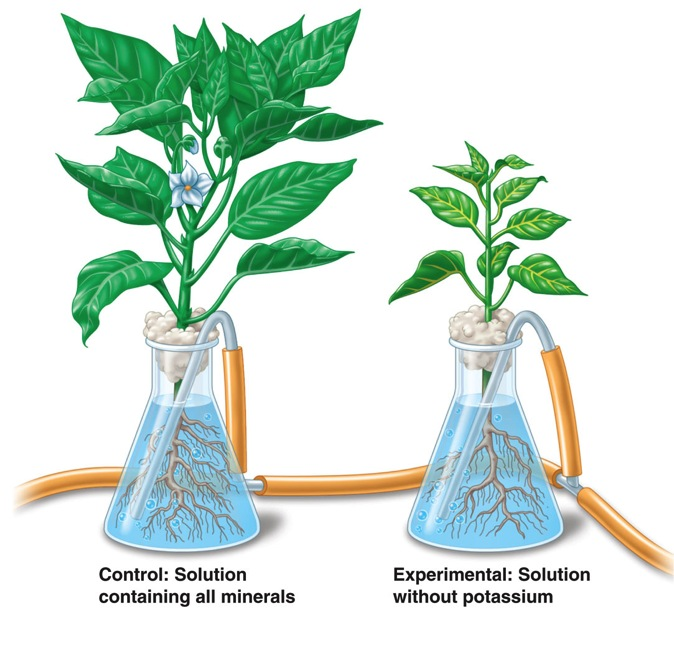 Control: Solution
containing all minerals
Experimental: Solution
without potassium